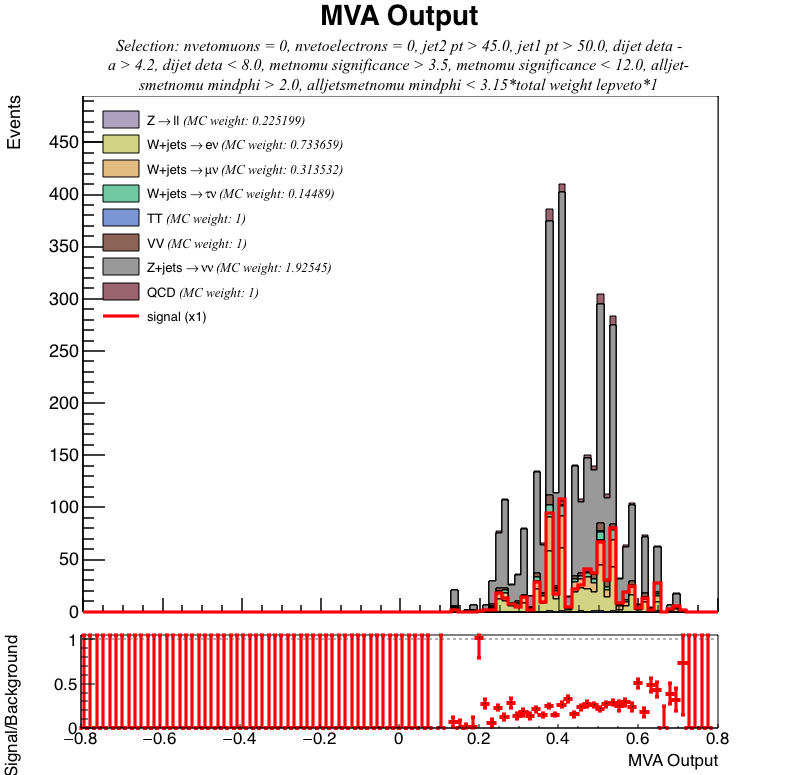 MVA Output
Selection: nvetomuons = 0, nvetoelectrons = 0, jet2 pt > 45.0, jet1 pt > 50.0, dijet deta -
a > 4.2, dijet deta < 8.0, metnomu significance > 3.5, metnomu significance < 12.0, alljet-
smetnomu mindphi > 2.0, alljetsmetnomu mindphi < 3.15*total weight lepveto*1
Events
Z → ll (MC weight: 0.225199)
W+jets → eν (MC weight: 0.733659)
W+jets → μν (MC weight: 0.313532)
W+jets → τν (MC weight: 0.14489)
TT (MC weight: 1)
VV (MC weight: 1)
Z+jets → νν (MC weight: 1.92545)
QCD (MC weight: 1)
signal (x1)
450
400
350
300
250
200
150
100
50
0
Signal/Background
1
0.5
0
−0.8 −0.6 −0.4 −0.2 0 0.2 0.4 0.6 0.8
MVA Output